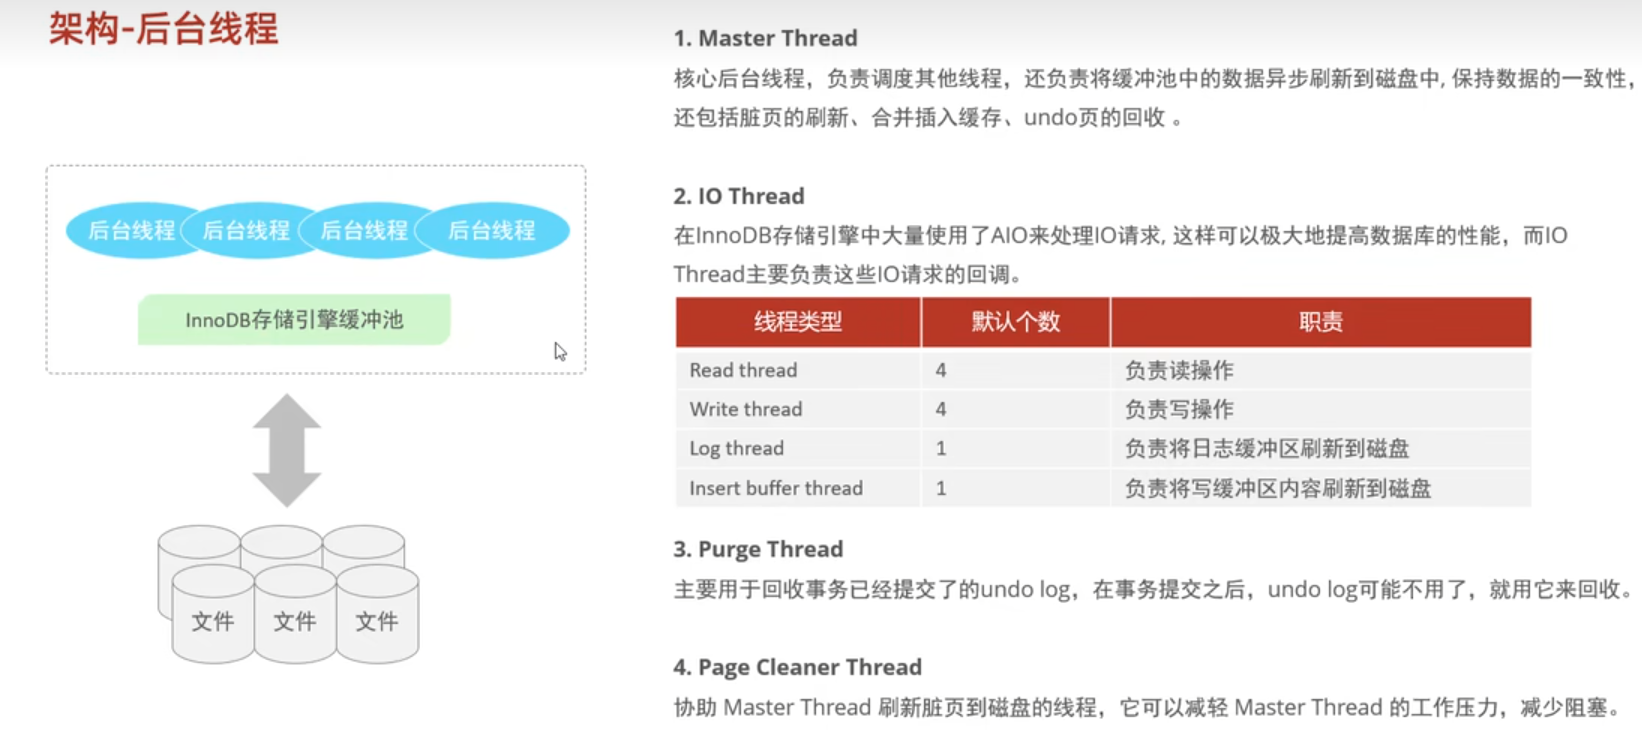 架构-后台线程
后台线程 后台线程 后台线程 后台线程
InnoDB存储引擎缓冲池
文件 文件 文件
1. Master Thread
核心后台线程，负责调度其他线程，还负责将缓冲池中的数据异步刷新到磁盘中, 保持数据的一致性，
还包括脏页的刷新、合并插入缓存、undo页的回收 。
2. IO Thread
在InnoDB存储引擎中大量使用了AIO来处理IO请求, 这样可以极大地提高数据库的性能，而IO
Thread主要负责这些IO请求的回调。
线程类型 默认个数 职责
Read thread 4 负责读操作
Write thread 4 负责写操作
Log thread 1 负责将日志缓冲区刷新到磁盘
Insert buffer thread 1 负责将写缓冲区内容刷新到磁盘
3. Purge Thread
主要用于回收事务已经提交了的undo log，在事务提交之后，undo log可能不用了，就用它来回收。
4. Page Cleaner Thread
协助 Master Thread 刷新脏页到磁盘的线程，它可以减轻 Master Thread 的工作压力，减少阻塞。